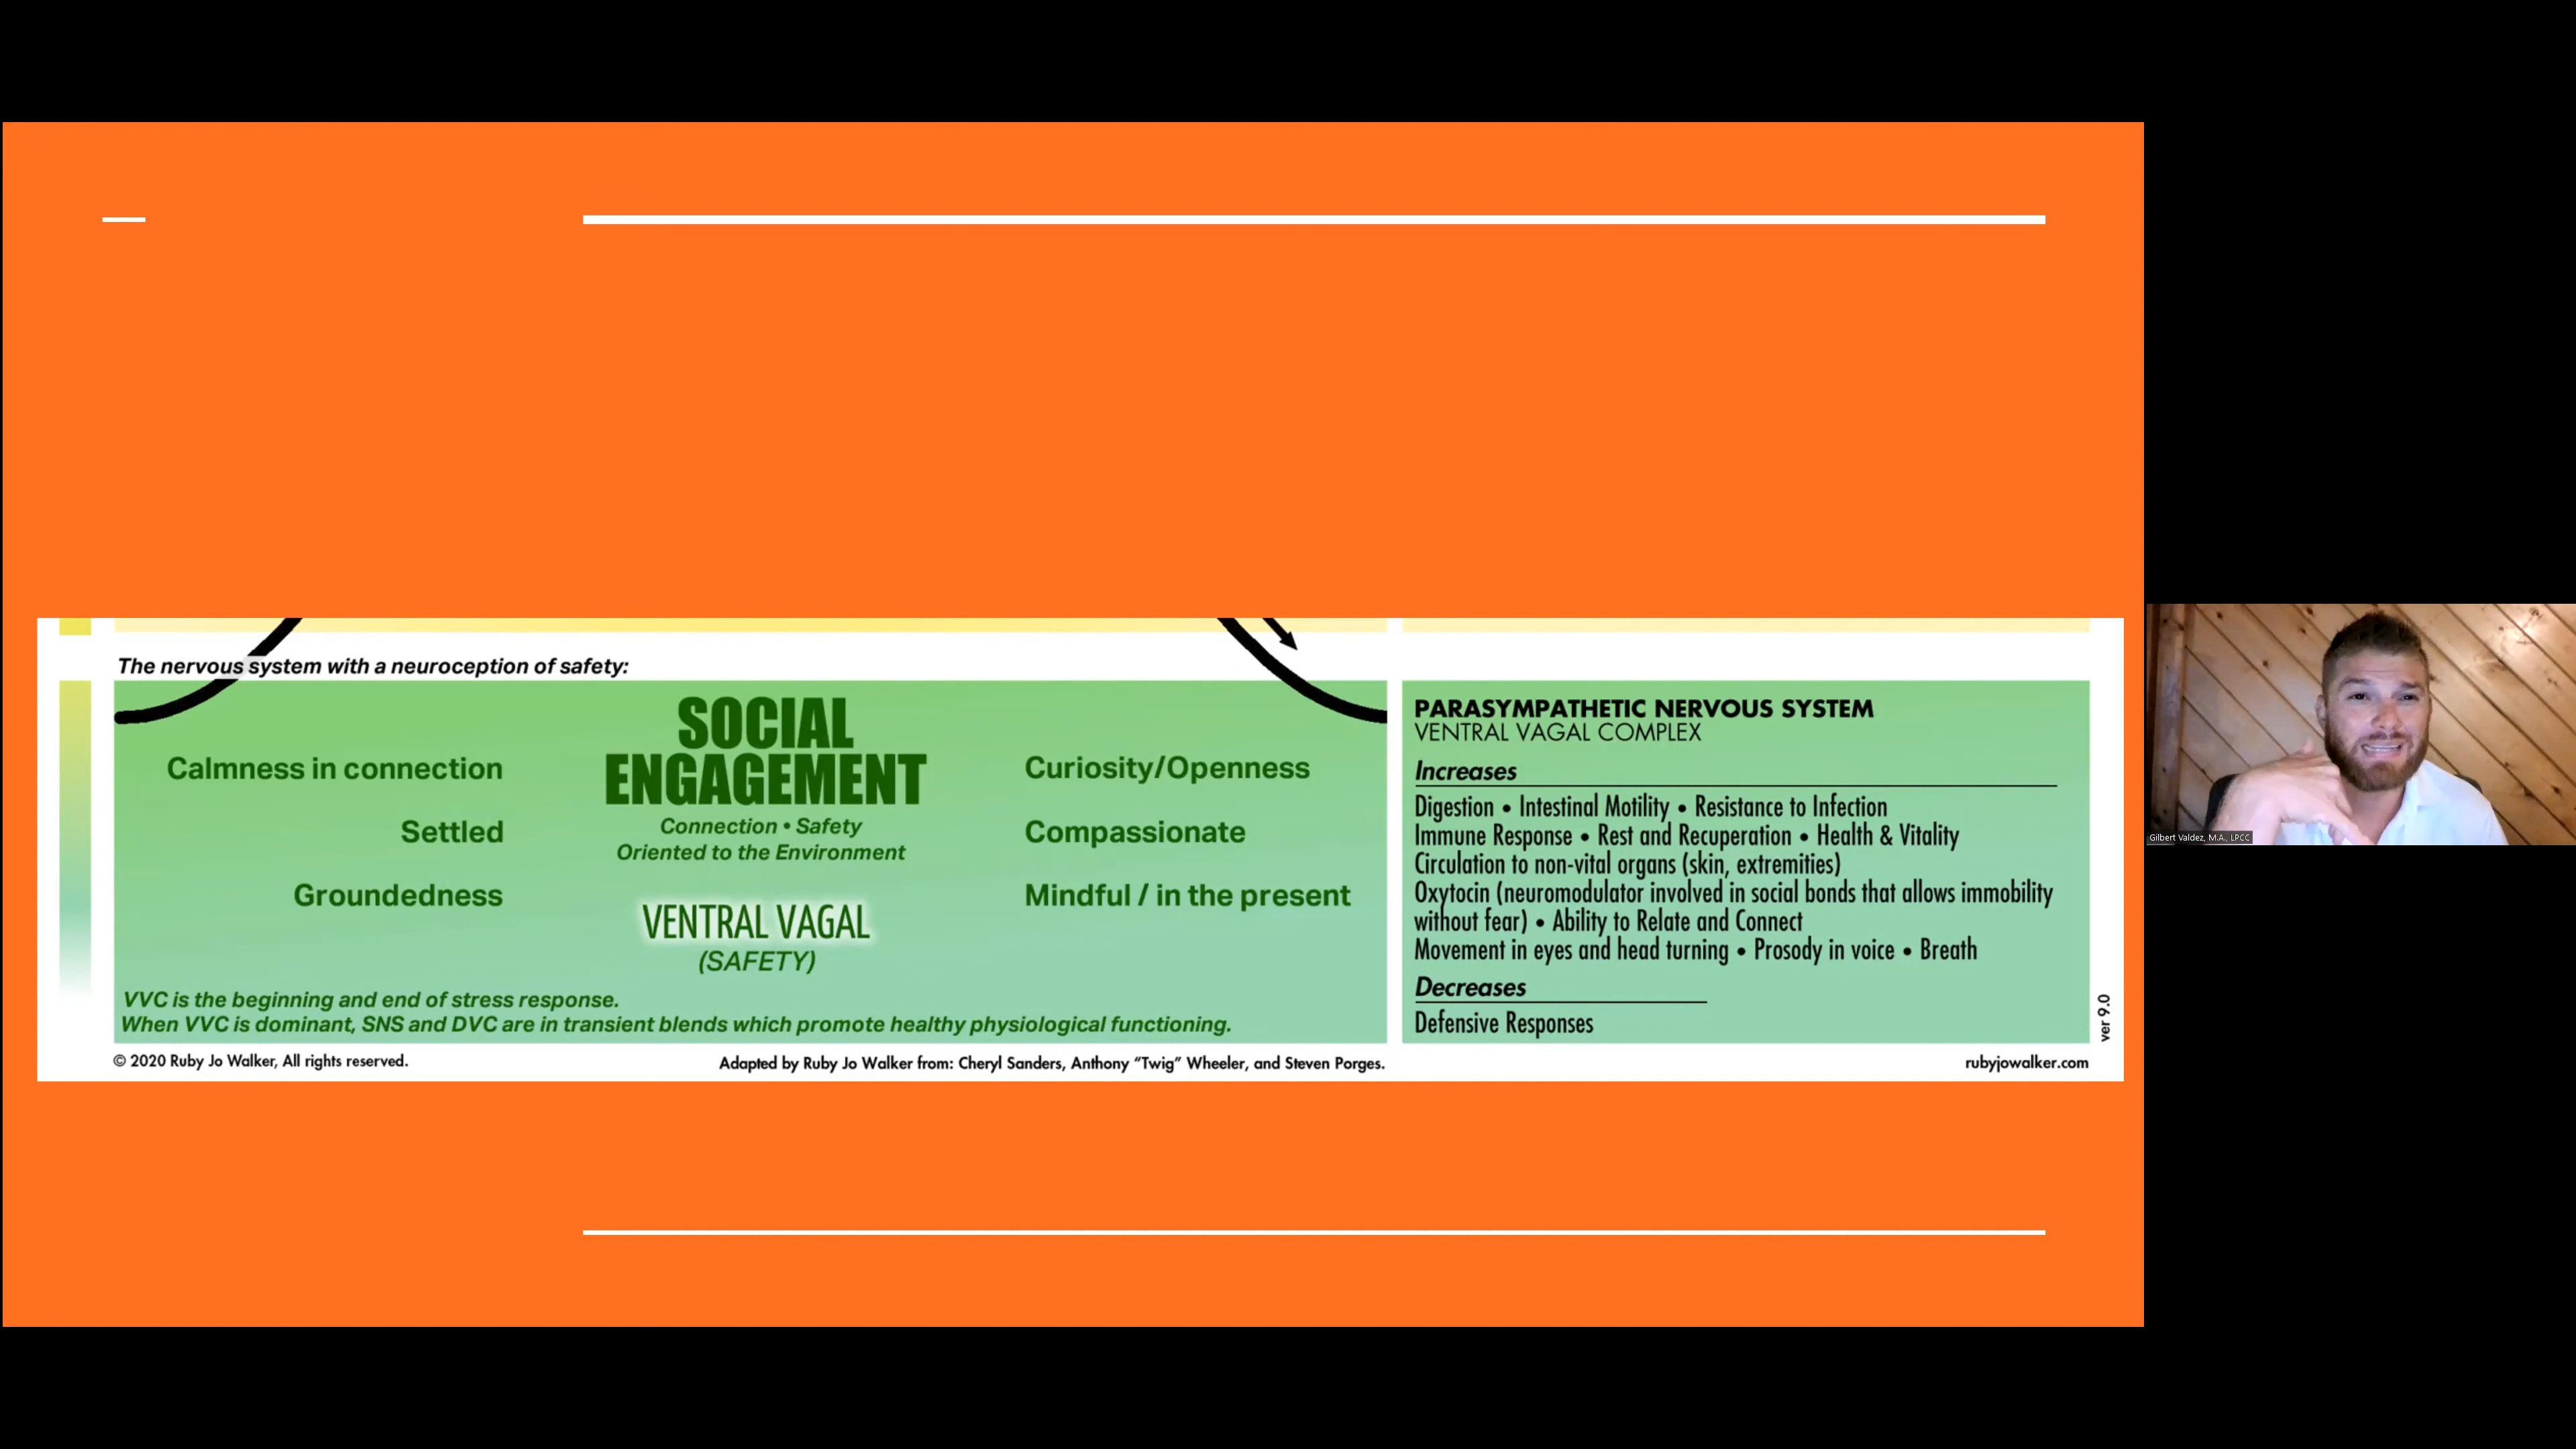 The nervous system with a neuroception of safety:
SOCIAL
ENGAGEMENT
Connection • Safety
Oriented to the Environment
Calmness in connection
Settled
Groundedness
Curiosity/Openness
Compassionate
Mindful / in the present
VENTRAL VAGAL
(SAFETY)
VVC is the beginning and end of stress response.
When VVC is dominant, SNS and DVC are in transient blends which promote healthy physiological functioning.
PARASYMPATHETIC NERVOUS SYSTEM
VENTRAL VAGAL COMPLEX
Increases
Digestion • Intestinal Motility • Resistance to Infection
Immune Response • Rest and Recuperation • Health & Vitality
Circulation to non-vital organs (skin, extremities)
Oxytocin (neuromodulator involved in social bonds that allows immobility
without fear) • Ability to Relate and Connect
Movement in eyes and head turning • Prosody in voice • Breath
Decreases
Defensive Responses
ver 9.0
© 2020 Ruby Jo Walker, All rights reserved.
Adapted by Ruby Jo Walker from: Cheryl Sanders, Anthony “Twig” Wheeler, and Steven Porges.
rubyjowalker.com
Gilbert Valdez, M.A., LPCC